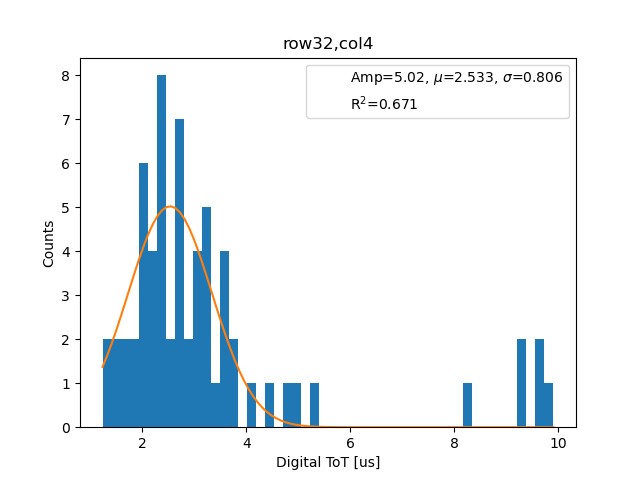 row32,col4
Amp=5.02, μ=2.533, σ=0.806
R²=0.671
8
7
6
5
4
3
2
1
0
Counts
2 4 6 8 10
Digital ToT [us]